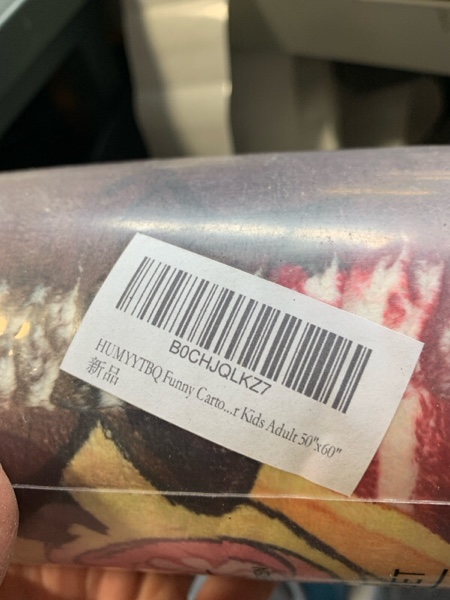 B0CHJQLKZ7
HUMYYTBQ Funny Carto...r Kids Adult 50"x60"
新品